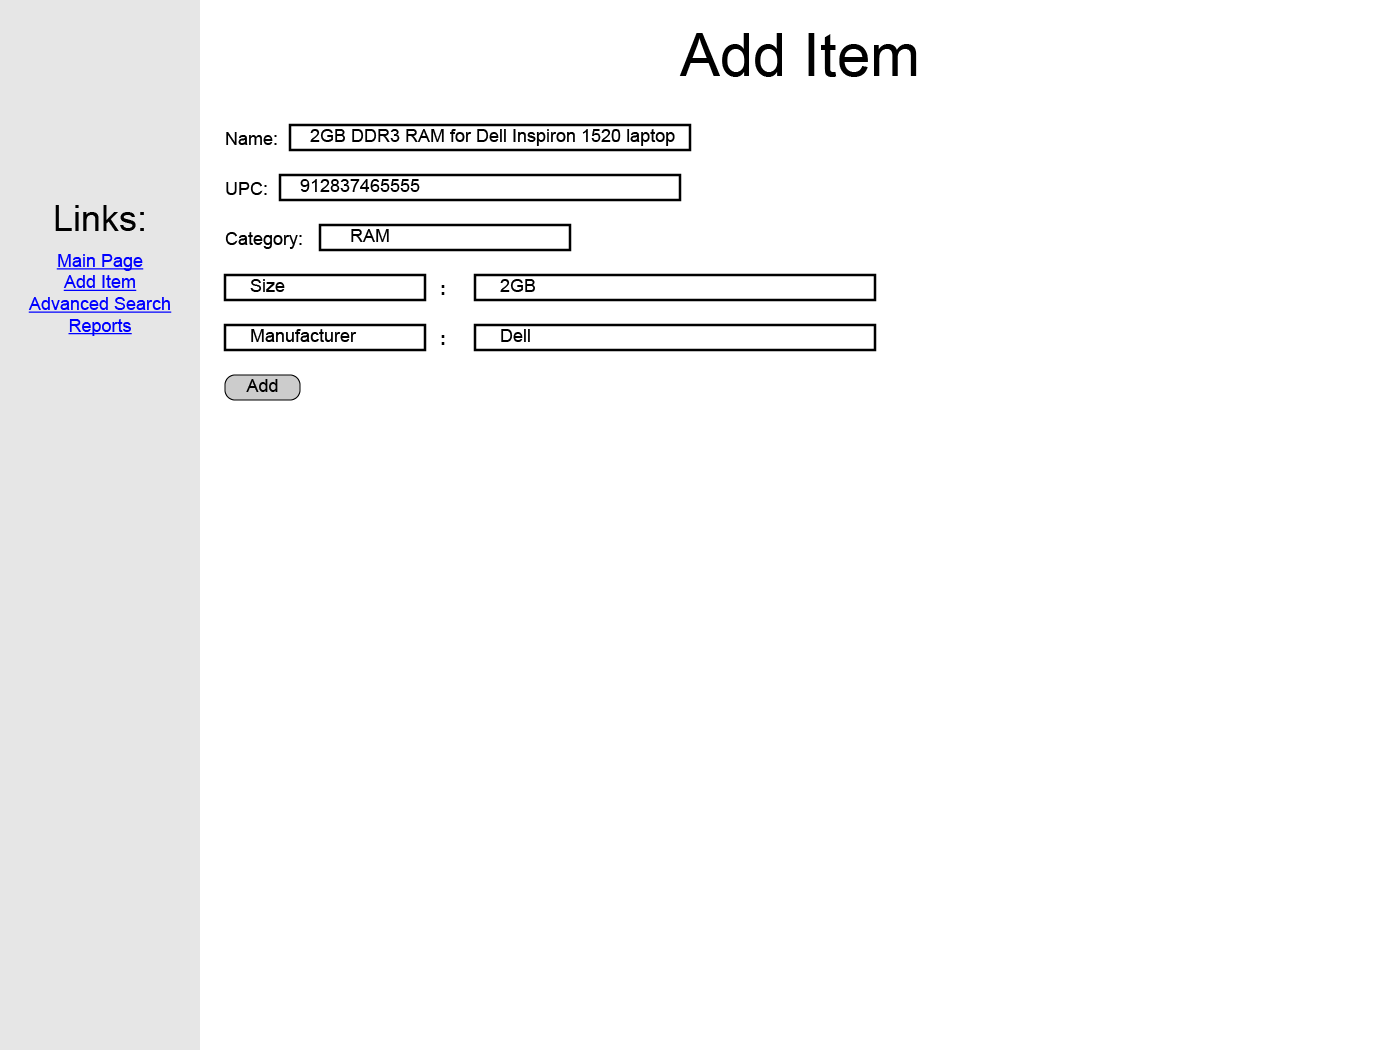 Add Item
Name: 2GB DDR3 RAM for Dell Inspiron 1520 laptop
UPC: 912837465555
Category: RAM
Size : 2GB
Manufacturer : Dell
Add
Links:
Main Page
Add Item
Advanced Search
Reports